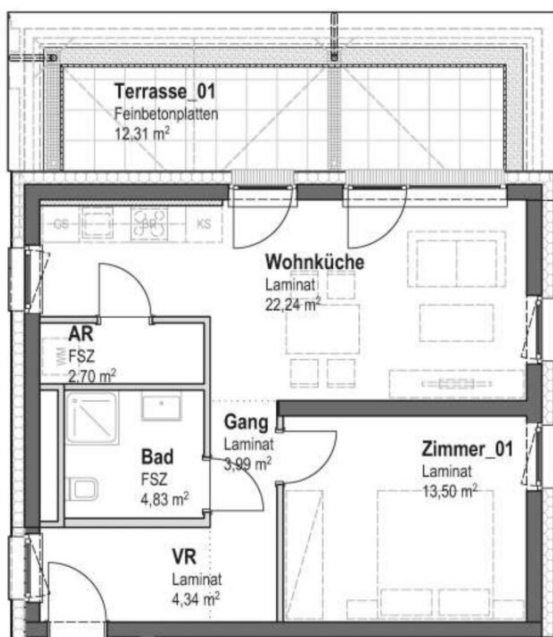 Terrasse_01
Feinbetonplatten
12,31 m²
GS
KS
Wohnküche
Laminat
22,24 m²
AR
FSZ
2,70 m²
WM
Gang
Laminat
3,99 m²
Zimmer_01
Laminat
13,50 m²
Bad
FSZ
4,83 m²
VR
Laminat
4,34 m²